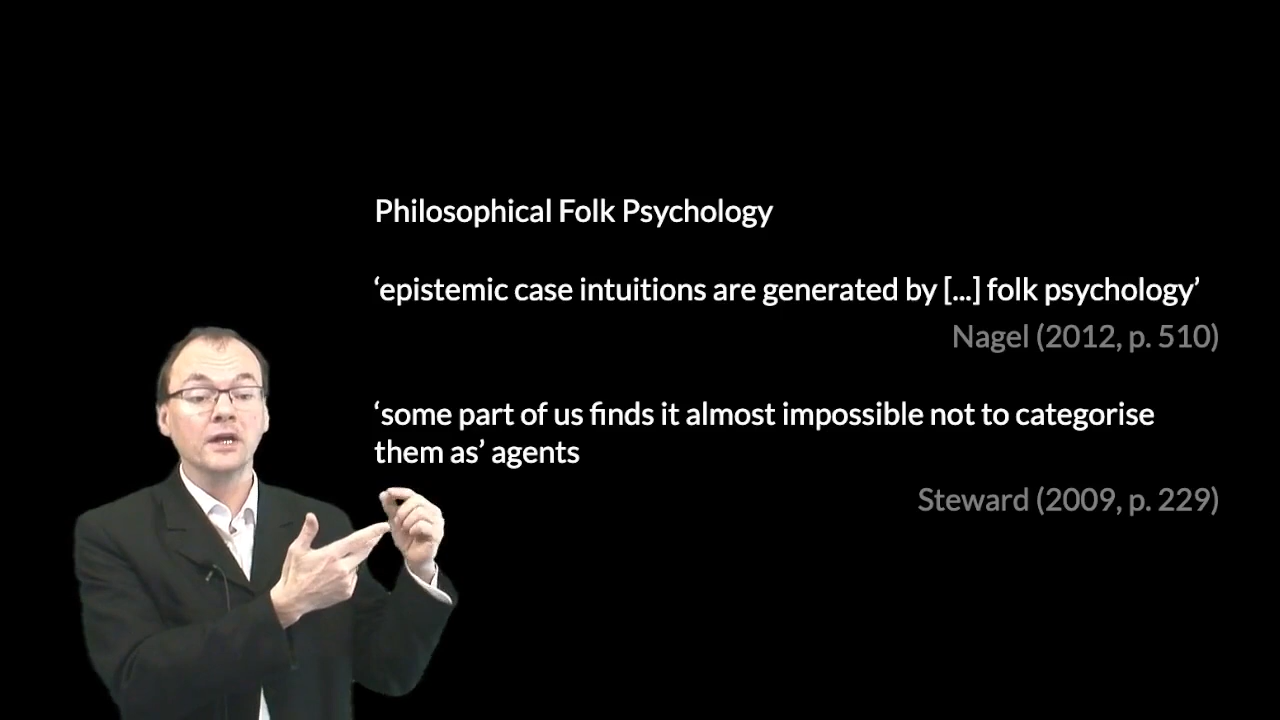 Philosophical Folk Psychology
‘epistemic case intuitions are generated by [...] folk psychology’
Nagel (2012, p. 510)
‘some part of us finds it almost impossible not to categorise
them as’ agents
Steward (2009, p. 229)